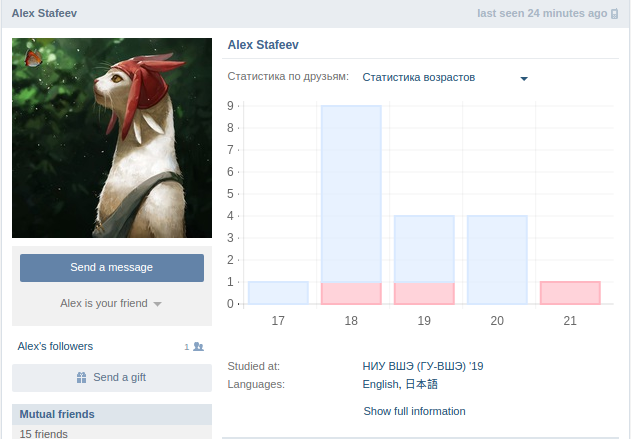 Alex Stafeev
last seen 24 minutes ago
Alex Stafeev
Статистика по друзьям: Статистика возрастов
9
8
7
6
5
4
3
2
1
0
17 18 19 20 21
Send a message
Alex is your friend
Alex's followers 1
Send a gift
Mutual friends
15 friends
Studied at: НИУ ВШЭ (ГУ-ВШЭ) '19
Languages: English, 日本語
Show full information